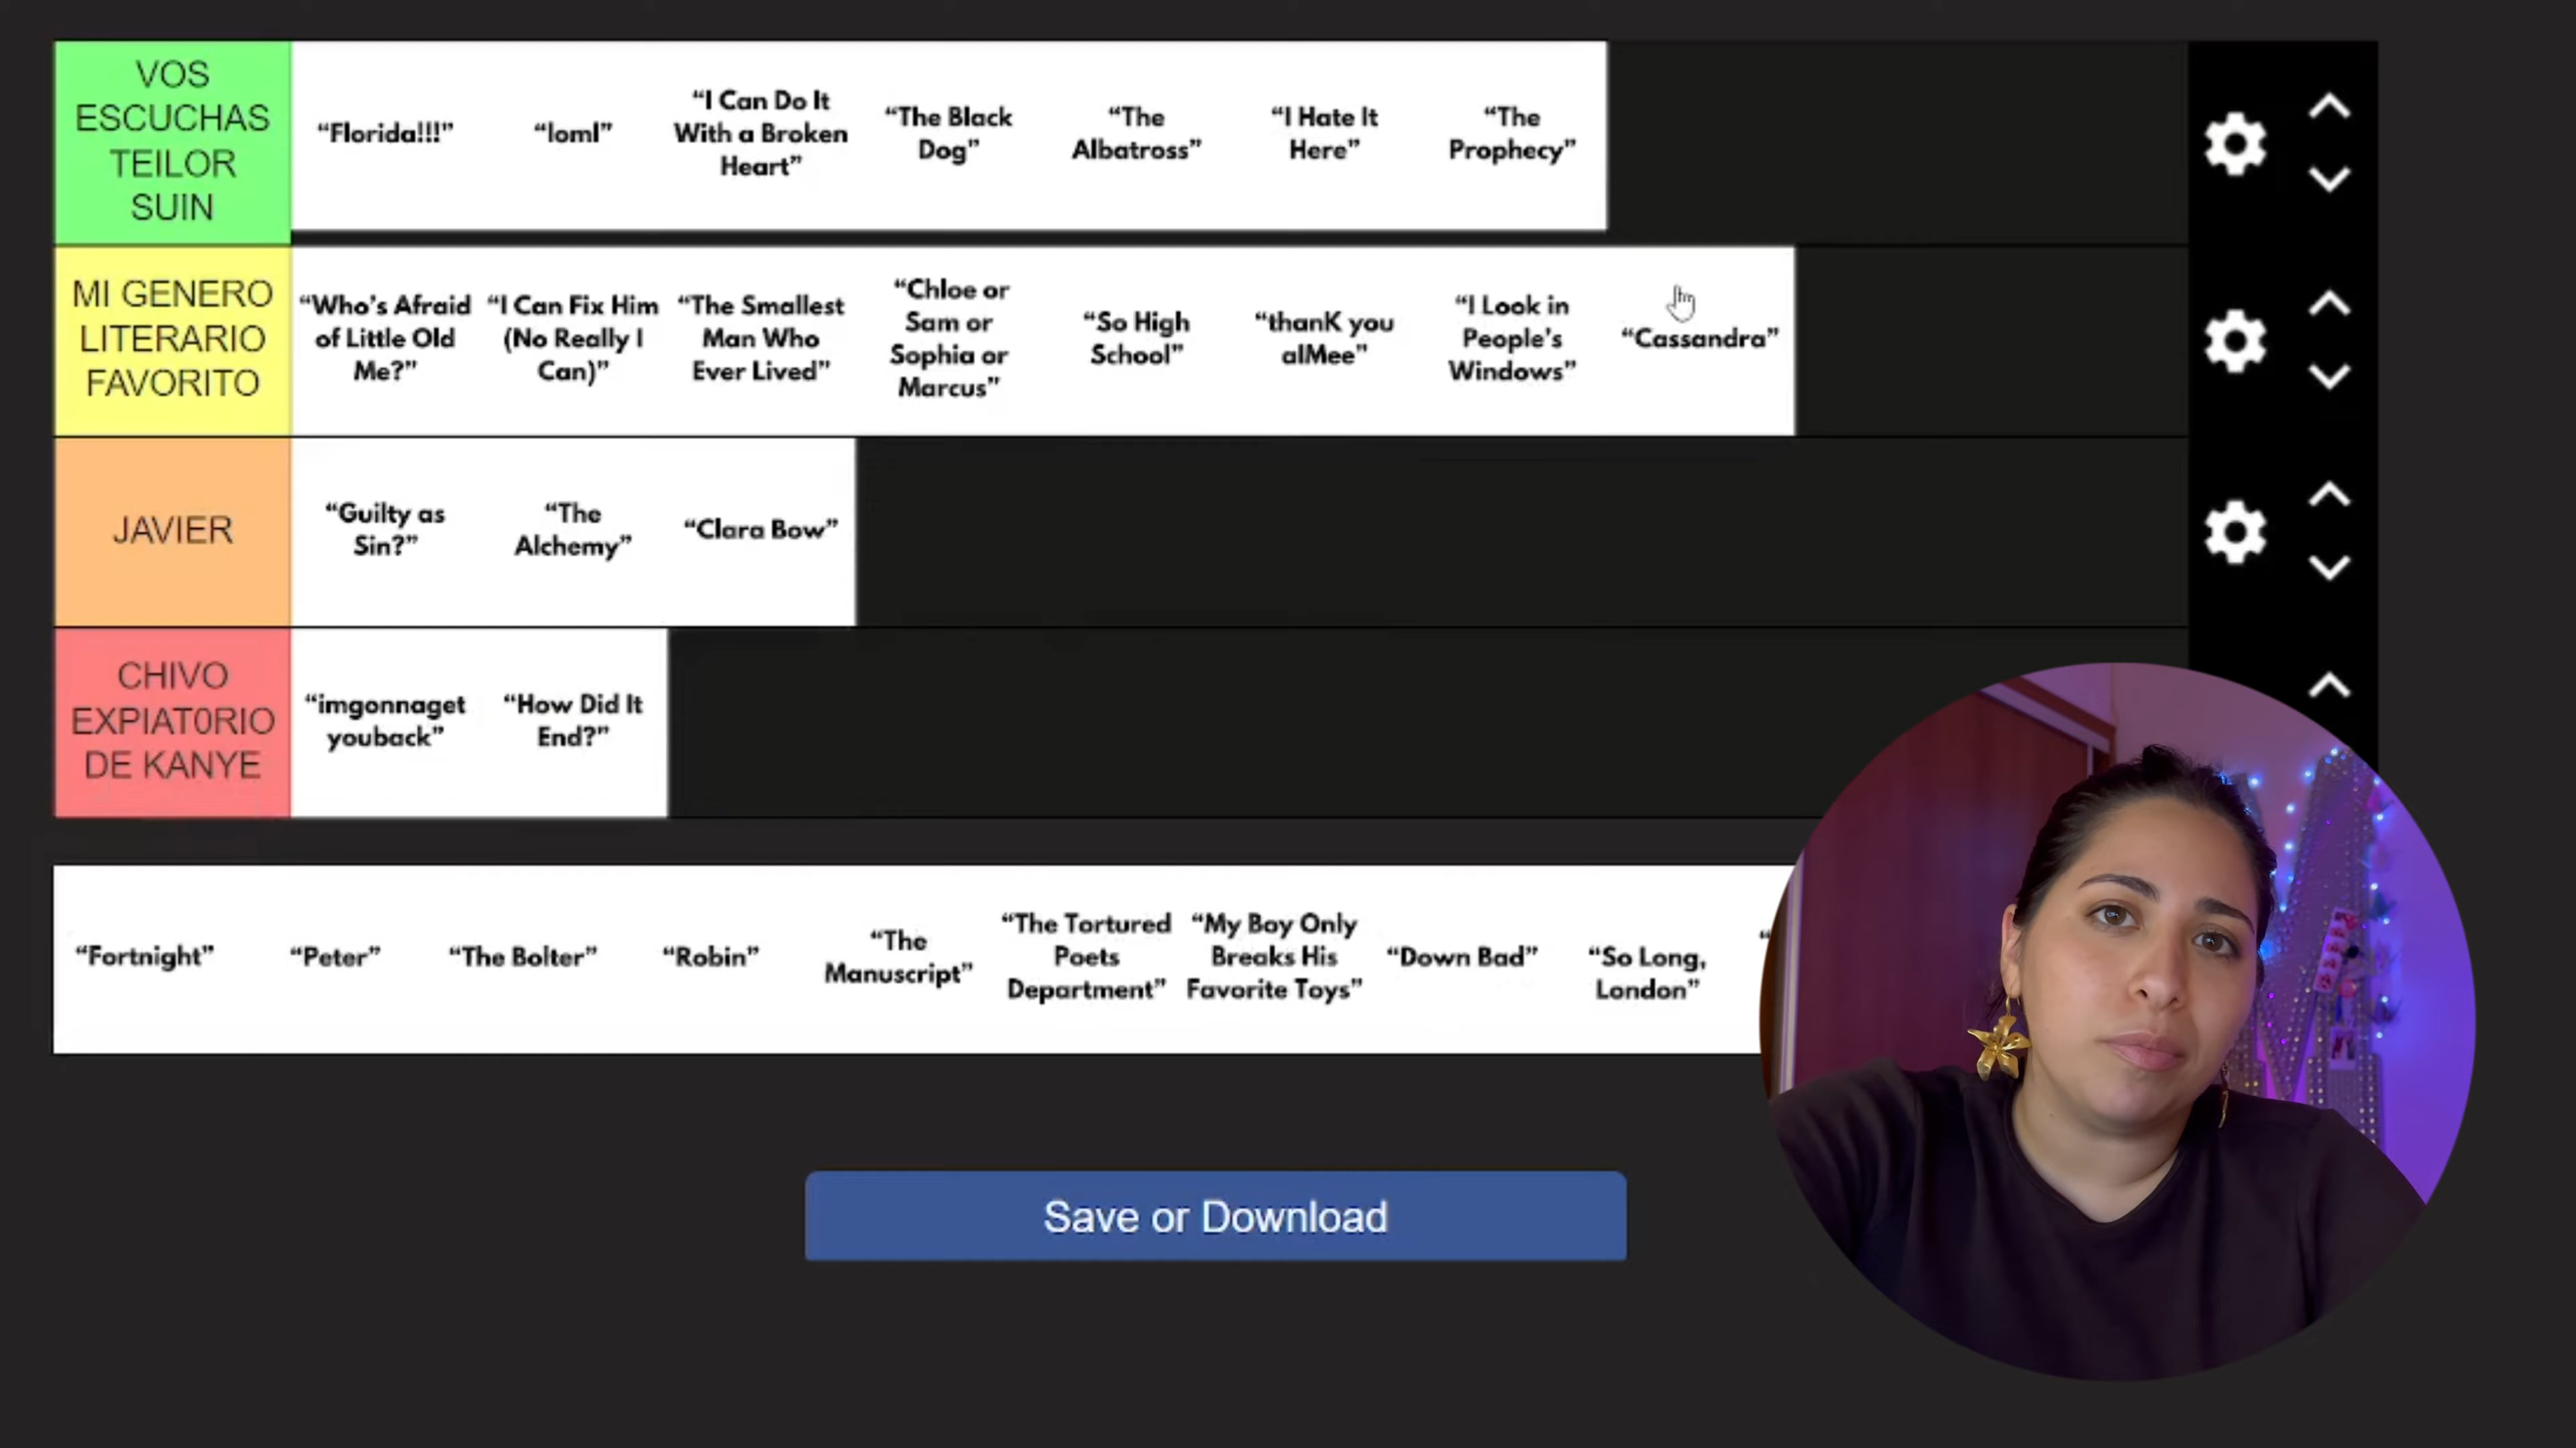 VOS
ESCUCHAS
TEILOR
SUIN
“Florida!!!”
“loml”
“I Can Do It
With a Broken
Heart”
“The Black
Dog”
“The
Albatross”
“I Hate It
Here”
“The
Prophecy”
MI GENERO
LITERARIO
FAVORITO
“Who’s Afraid
of Little Old
Me?”
“I Can Fix Him
(No Really I
Can)”
“The Smallest
Man Who
Ever Lived”
“Chloe or
Sam or
Sophia or
Marcus”
“So High
School”
“thanK you
aIMee”
“I Look in
People’s
Windows”
“Cassandra”
JAVIER
“Guilty as
Sin?”
“The
Alchemy”
“Clara Bow”
CHIVO
EXPIAT0RIO
DE KANYE
“imgonnaget
youback”
“How Did It
End?”
“Fortnight”
“Peter”
“The Bolter”
“Robin”
“The
Manuscript”
“The Tortured
Poets
Department”
“My Boy Only
Breaks His
Favorite Toys”
“Down Bad”
“So Long,
London”
Save or Download